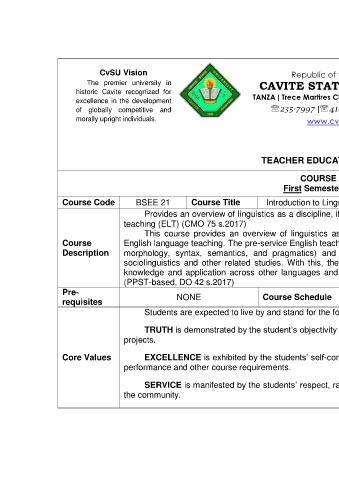 CvSU Vision
The premier university in
historic Cavite recognized for
excellence in the development
of globally competitive and
morally upright individuals.
Republic of
CAVITE STAT
TANZA | Trece Martires C
☏235-7997 |☏41
www.cv
TEACHER EDUCAT
COURSE
First Semeste
Course Code BSEE 21 Course Title Introduction to Ling
Course
Description
Provides an overview of linguistics as a discipline, it
teaching (ELT) (CMO 75 s.2017)
This course provides an overview of linguistics as
English language teaching. The pre-service English teach
morphology, syntax, semantics, and pragmatics) and
sociolinguistics and other related studies. With this, the
knowledge and application across other languages and
(PPST-based, DO 42 s.2017)
Pre-
requisites
NONE Course Schedule
Core Values
Students are expected to live by and stand for the fo
TRUTH is demonstrated by the student's objectivity
projects.
EXCELLENCE is exhibited by the students' self-con
performance and other course requirements.
SERVICE is manifested by the students' respect, ra
the community.